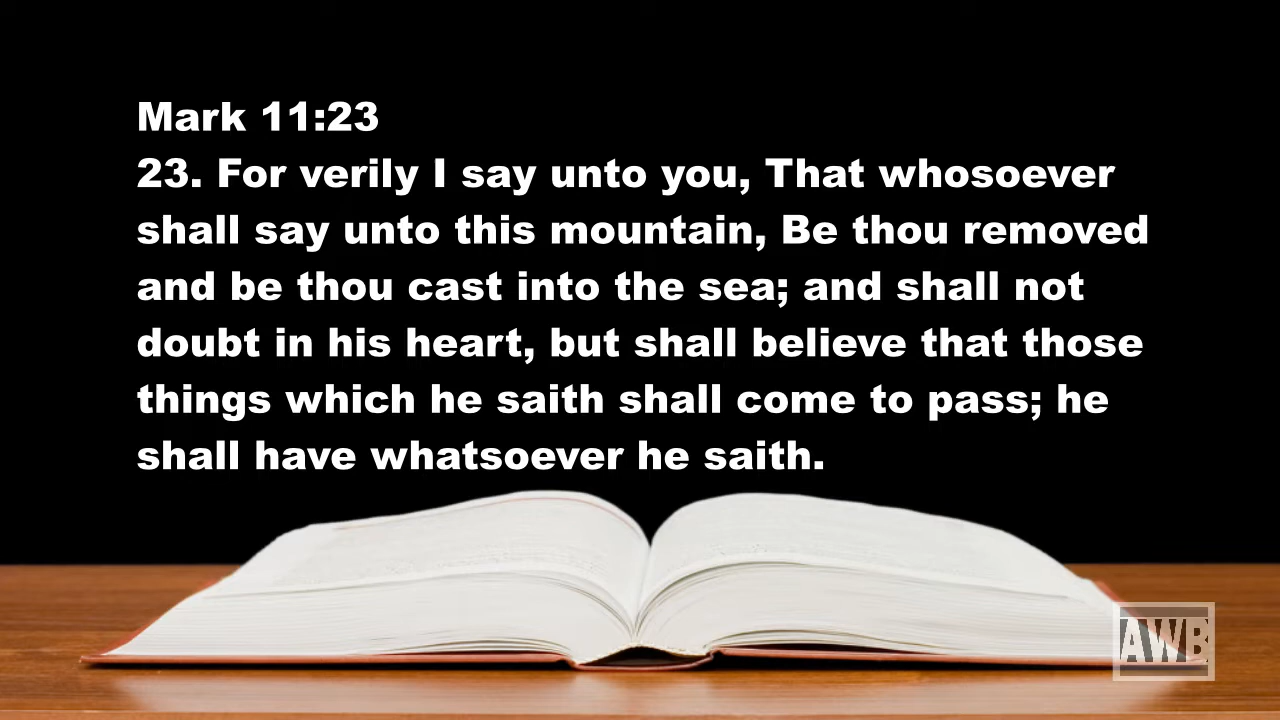 Mark 11:23
23. For verily I say unto you, That whosoever
shall say unto this mountain, Be thou removed
and be thou cast into the sea; and shall not
doubt in his heart, but shall believe that those
things which he saith shall come to pass; he
shall have whatsoever he saith.
AWB